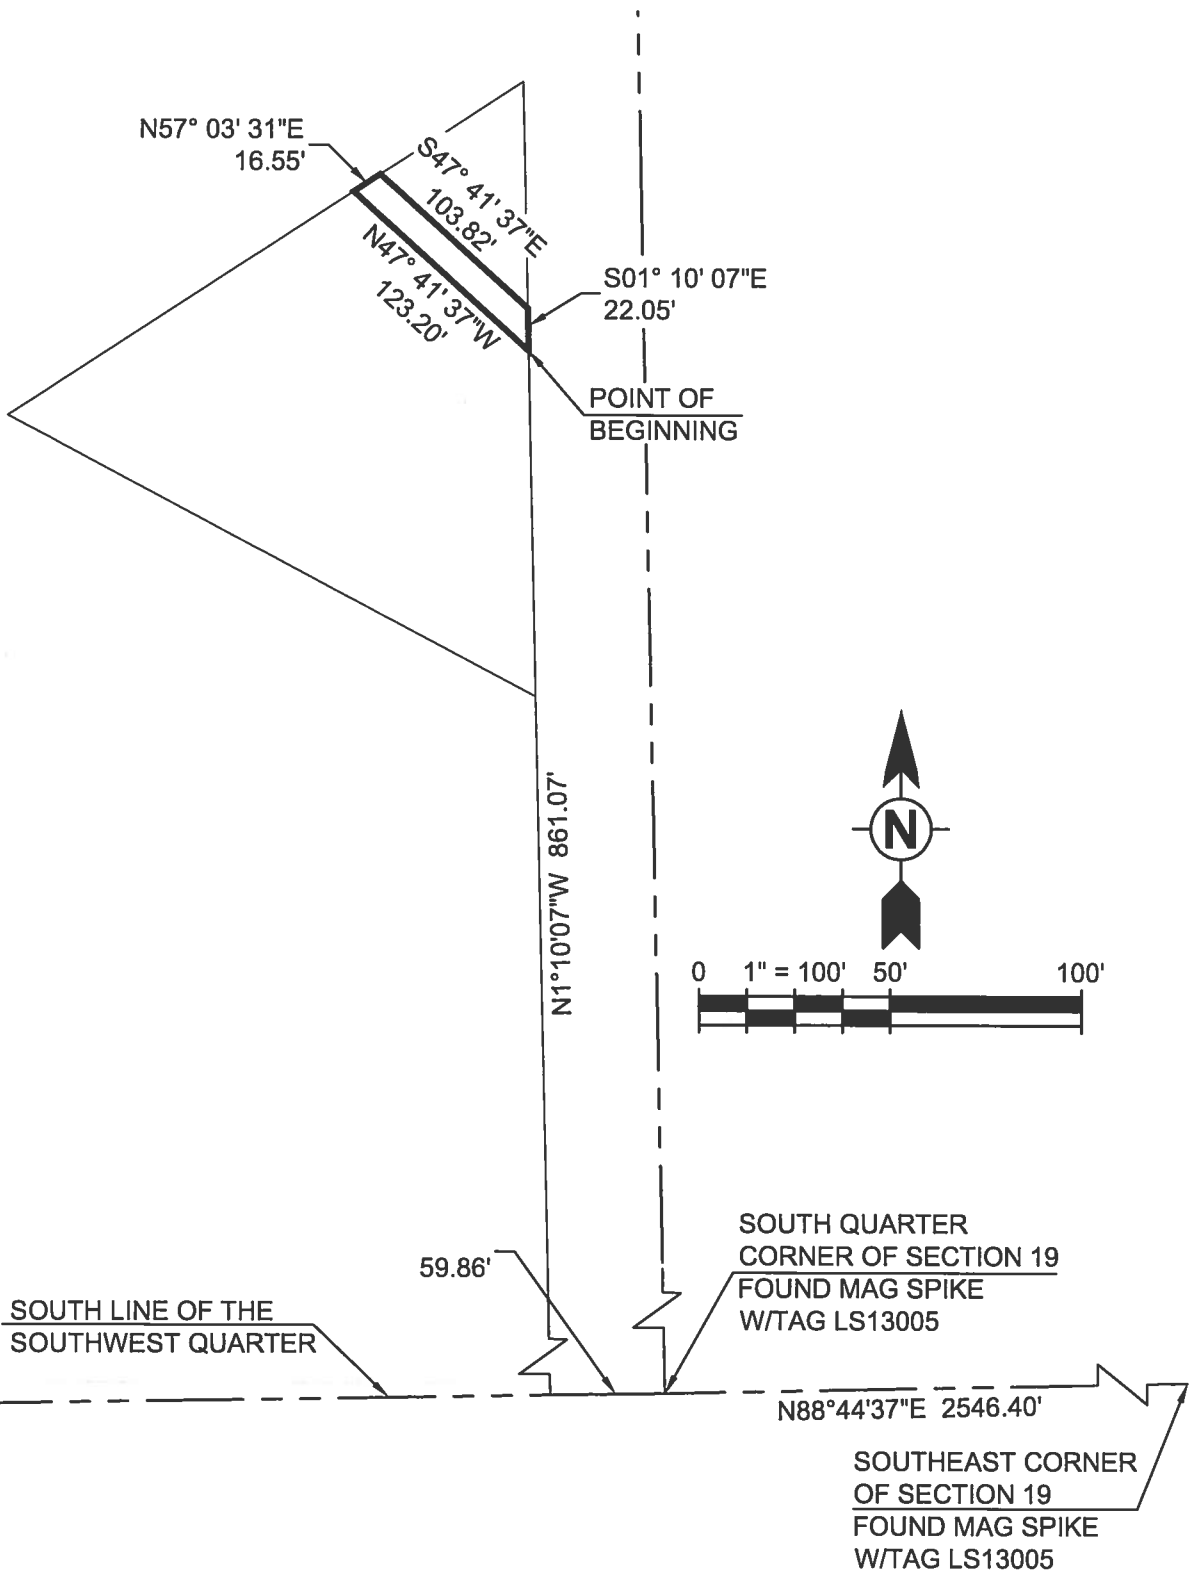 N57° 03' 31"E
16.55'
S47° 41' 37"E
103.82'
N47° 41' 37"W
123.20'
S01° 10' 07"E
22.05'
POINT OF
BEGINNING
N1°10'07"W 861.07'
N
0 1" = 100' 50' 100'
59.86'
SOUTH QUARTER
CORNER OF SECTION 19
FOUND MAG SPIKE
W/TAG LS13005
SOUTH LINE OF THE
SOUTHWEST QUARTER
N88°44'37"E 2546.40'
SOUTHEAST CORNER
OF SECTION 19
FOUND MAG SPIKE
W/TAG LS13005